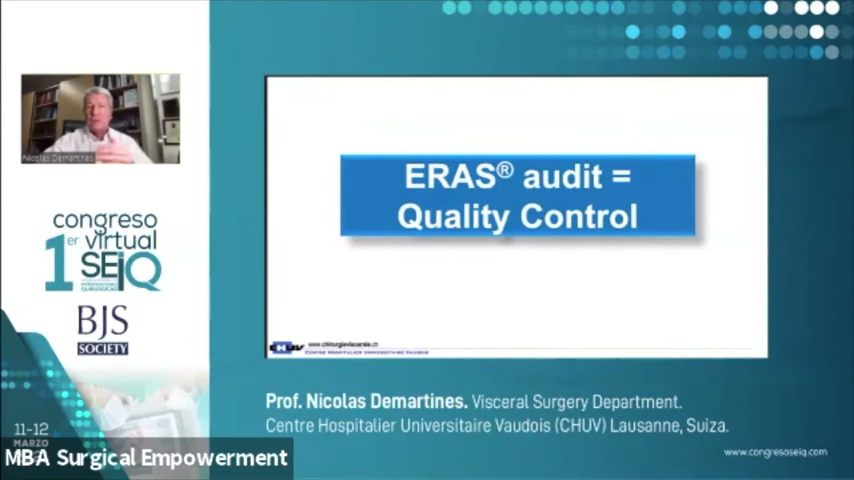 Nicolas Demartines
congreso
1er virtual
SEIQ
BJS
SOCIETY
11-12
MARZO
MBA Surgical Empowerment
ERAS® audit =
Quality Control
CHUV www.chirurgieviscerale.ch
CENTRE HOSPITALIER UNIVERSITAIRE VAUDOIS
Prof. Nicolas Demartines. Visceral Surgery Department.
Centre Hospitalier Universitaire Vaudois (CHUV) Lausanne, Suiza.
www.congresoseiq.com